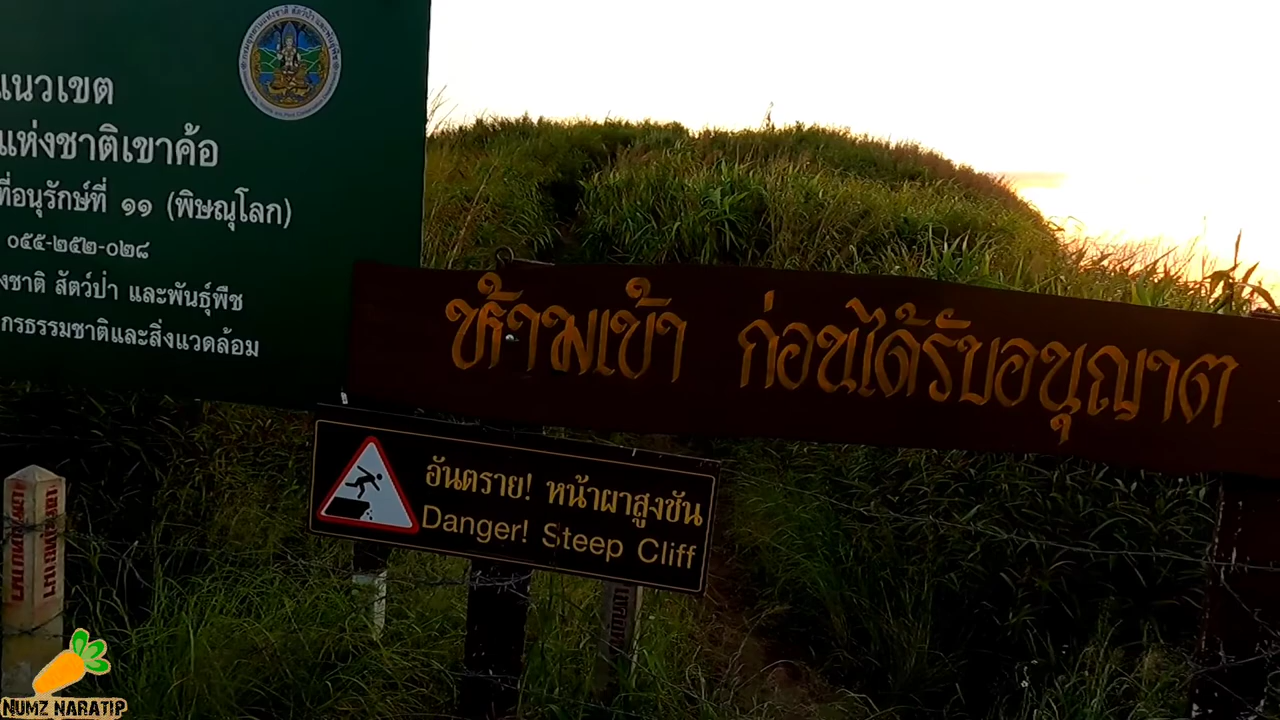 แนวเขต
แห่งชาติเขาค้อ
ที่อนุรักษ์ที่ ๑๑ (พิษณุโลก)
๐๕๕-๒๕๒-๐๒๘
งชาติ สัตว์ป่า และพันธุ์พืช
ากรธรรมชาติและสิ่งแวดล้อม
ห้ามเข้า ก่อนได้รับอนุญาต
อันตราย! หน้าผาสูงชัน
Danger! Steep Cliff
NUMZ NARATIP